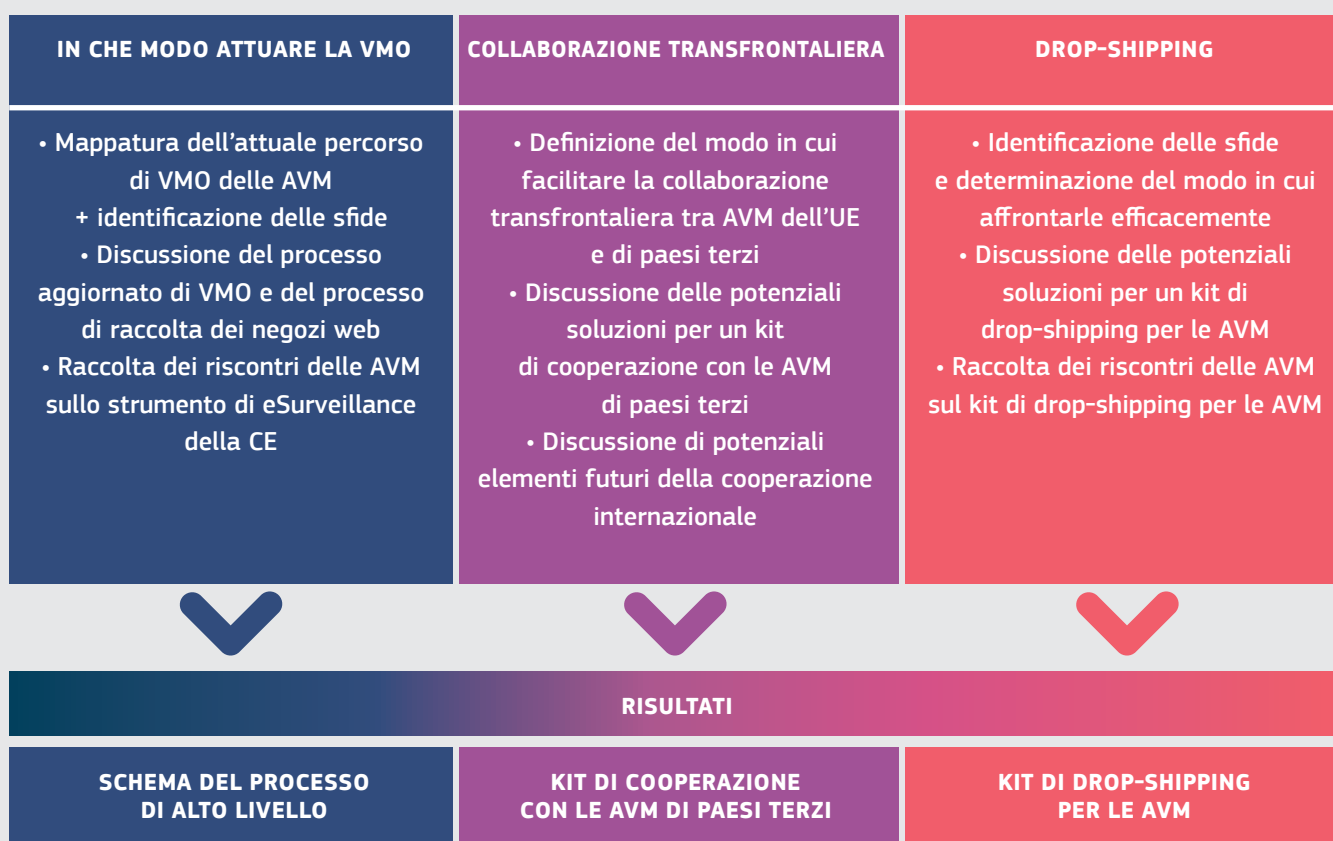 IN CHE MODO ATTUARE LA VMO
• Mappatura dell'attuale percorso
di VMO delle AVM
+ identificazione delle sfide
• Discussione del processo
aggiornato di VMO e del processo
di raccolta dei negozi web
• Raccolta dei riscontri delle AVM
sullo strumento di eSurveillance
della CE
COLLABORAZIONE TRANSFRONTALIERA
• Definizione del modo in cui
facilitare la collaborazione
transfrontaliera tra AVM dell'UE
e di paesi terzi
• Discussione delle potenziali
soluzioni per un kit
di cooperazione con le AVM
di paesi terzi
• Discussione di potenziali
elementi futuri della cooperazione
internazionale
DROP-SHIPPING
• Identificazione delle sfide
e determinazione del modo in cui
affrontarle efficacemente
• Discussione delle potenziali
soluzioni per un kit di
drop-shipping per le AVM
• Raccolta dei riscontri delle AVM
sul kit di drop-shipping per le AVM
RISULTATI
SCHEMA DEL PROCESSO
DI ALTO LIVELLO
KIT DI COOPERAZIONE
CON LE AVM DI PAESI TERZI
KIT DI DROP-SHIPPING
PER LE AVM